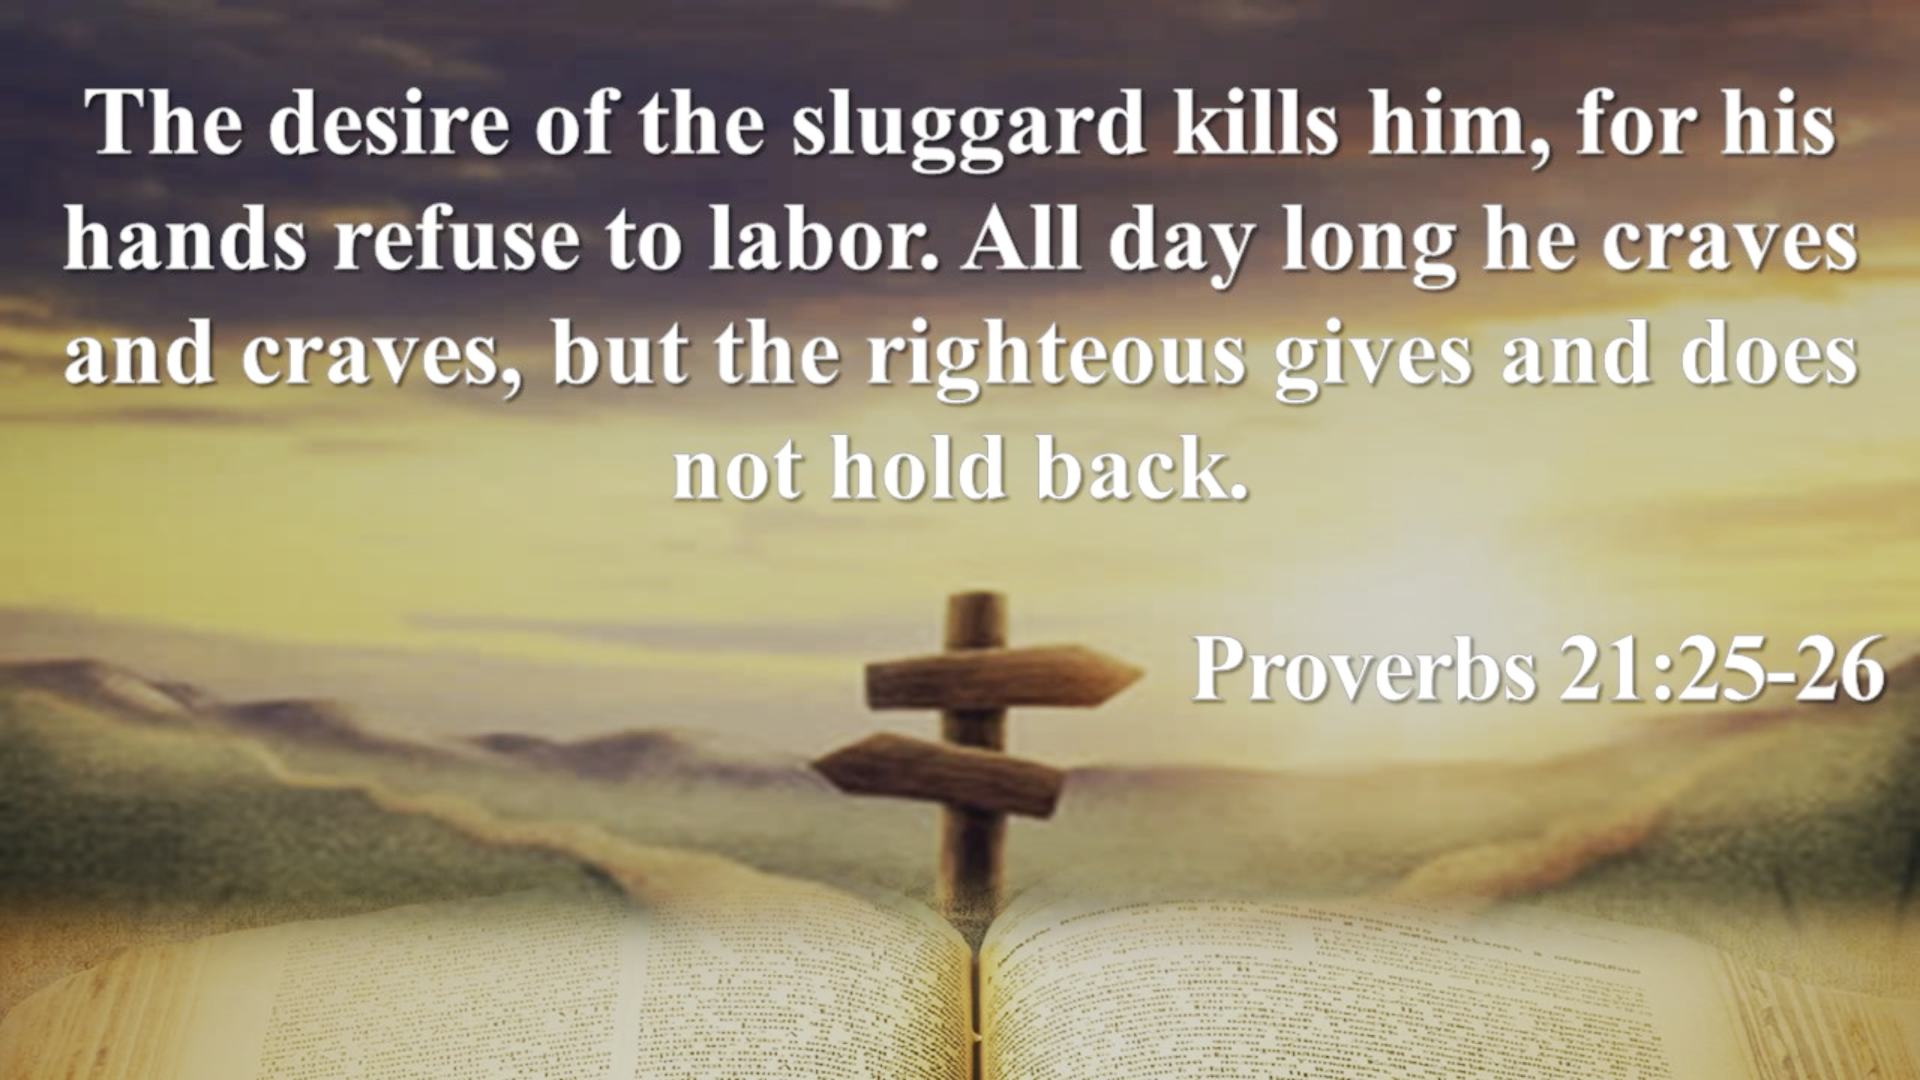 The desire of the sluggard kills him, for his
hands refuse to labor. All day long he craves
and craves, but the righteous gives and does
not hold back.
Proverbs 21:25-26